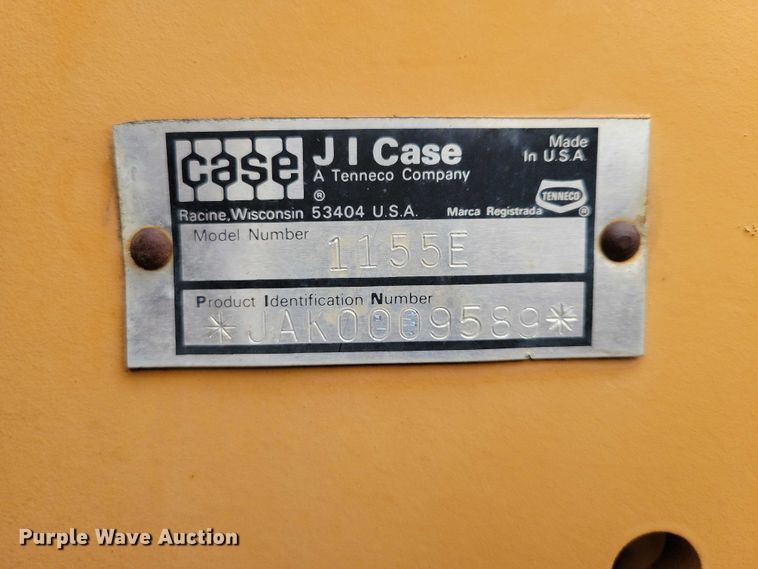 case
J I Case
A Tenneco Company
®
Made
In U.S.A.
TENNECO
®
Racine, Wisconsin 53404 U.S.A.
Marca Registrada
Model Number
1155E
Product Identification Number
*JAK0009589*
Purple Wave Auction